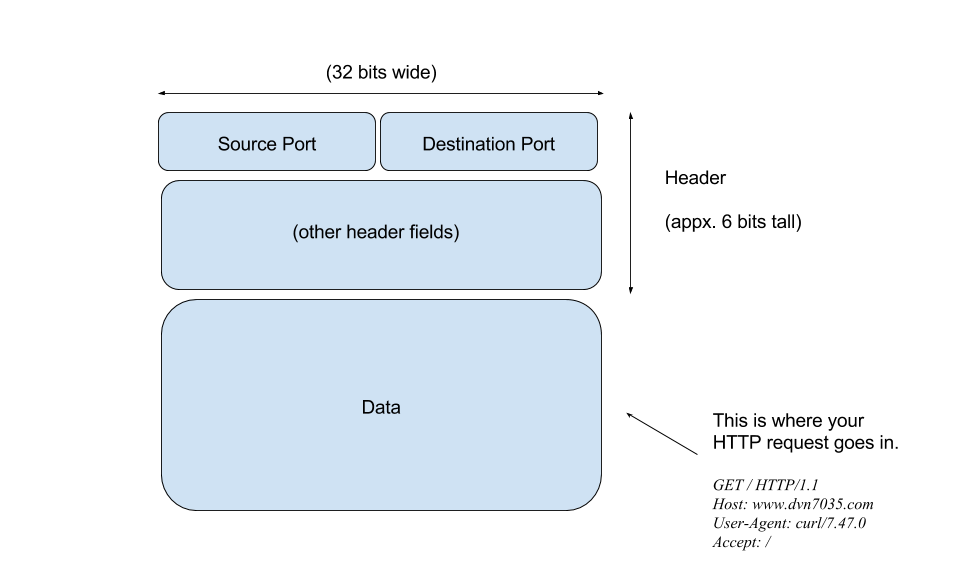 (32 bits wide)
Source Port
Destination Port
Header
(appx. 6 bits tall)
(other header fields)
Data
This is where your
HTTP request goes in.
GET / HTTP/1.1
Host: www.dvn7035.com
User-Agent: curl/7.47.0
Accept: /